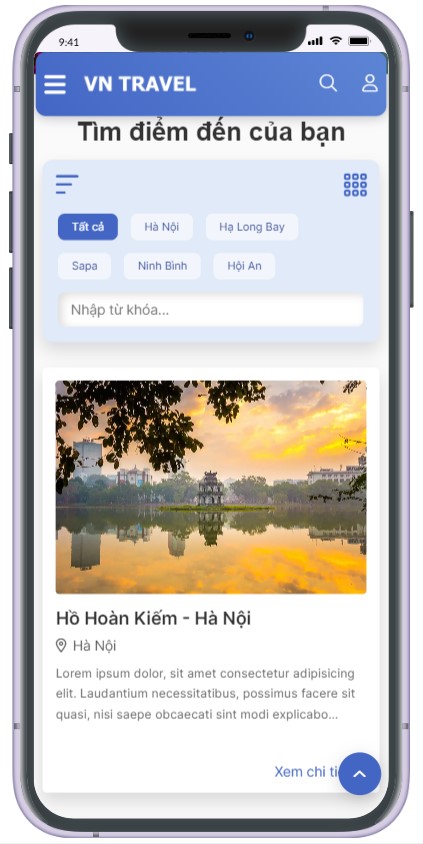 9:41
VN TRAVEL
Tìm điểm đến của bạn
Tất cả
Hà Nội
Hạ Long Bay
Sapa
Ninh Bình
Hội An
Nhập từ khóa...
Hồ Hoàn Kiếm - Hà Nội
Hà Nội
Lorem ipsum dolor, sit amet consectetur adipisicing
elit. Laudantium necessitatibus, possimus facere sit
quasi, nisi saepe obcaecati sint modi explicabo...
Xem chi